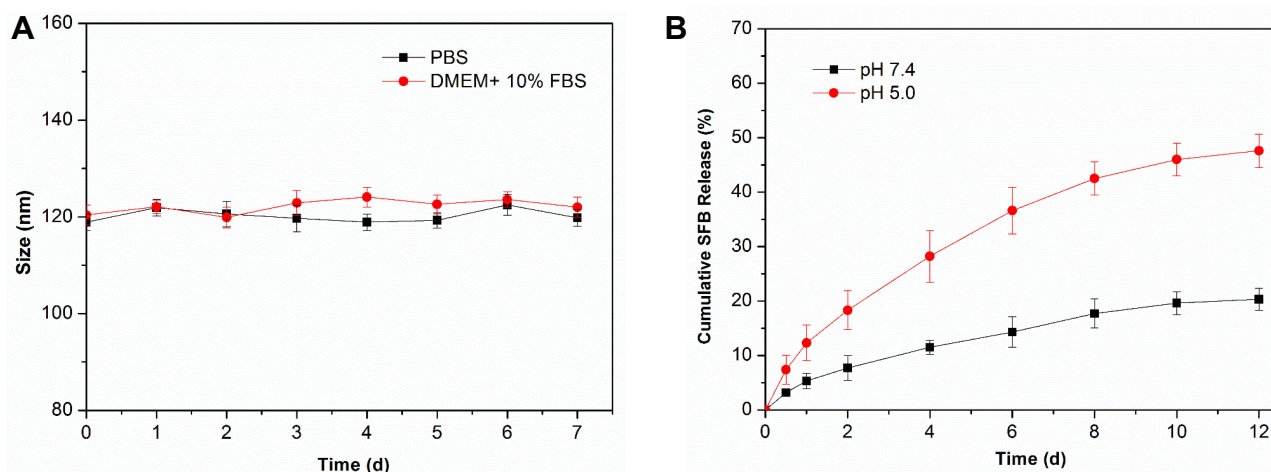 A
160
140
120
100
80
Size (nm)
PBS
DMEM+ 10% FBS
0 1 2 3 4 5 6 7
Time (d)
B
70
60
50
40
30
20
10
0
Cumulative SFB Release (%)
pH 7.4
pH 5.0
0 2 4 6 8 10 12
Time (d)